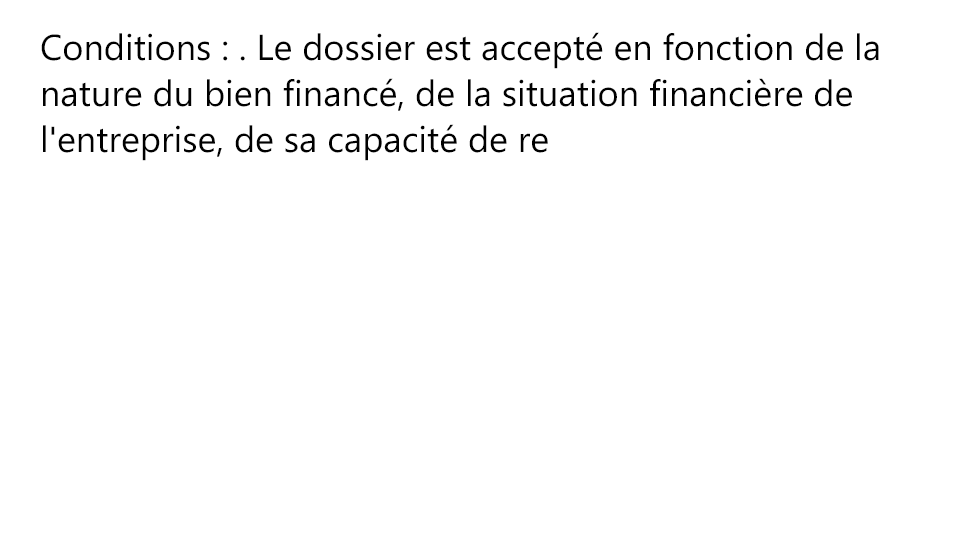 Conditions : . Le dossier est accepté en fonction de la
nature du bien financé, de la situation financière de
l'entreprise, de sa capacité de re